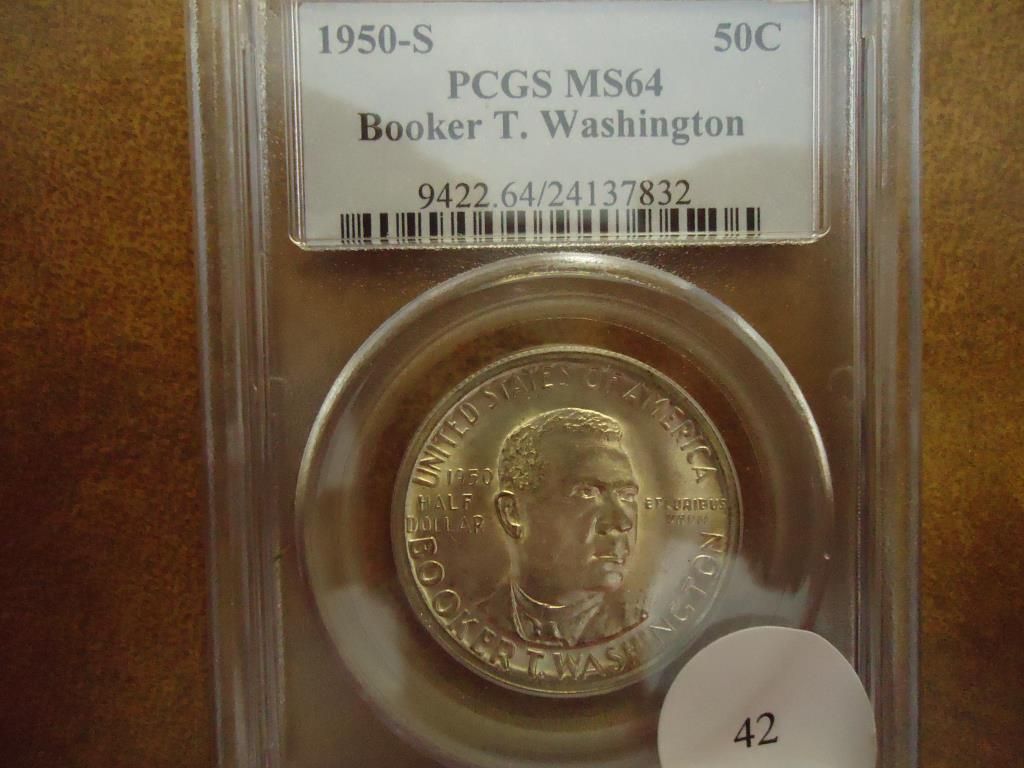 1950-S 50C
PCGS MS64
Booker T. Washington
9422.64/24137832
UNITED STATES OF AMERICA
1950
HALF
DOLLAR
E PLURIBUS
UNUM
BOOKER T. WASHINGTON
42